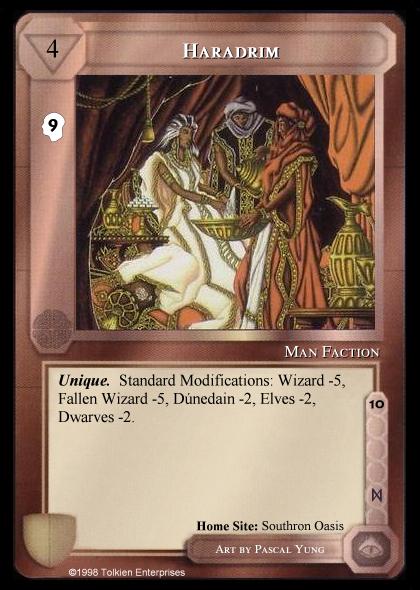 4
HARADRIM
9
MAN FACTION
Unique. Standard Modifications: Wizard -5,
Fallen Wizard -5, Dúnedain -2, Elves -2,
Dwarves -2.
10
ᛞ
Home Site: Southron Oasis
ART BY PASCAL YUNG
©1998 Tolkien Enterprises